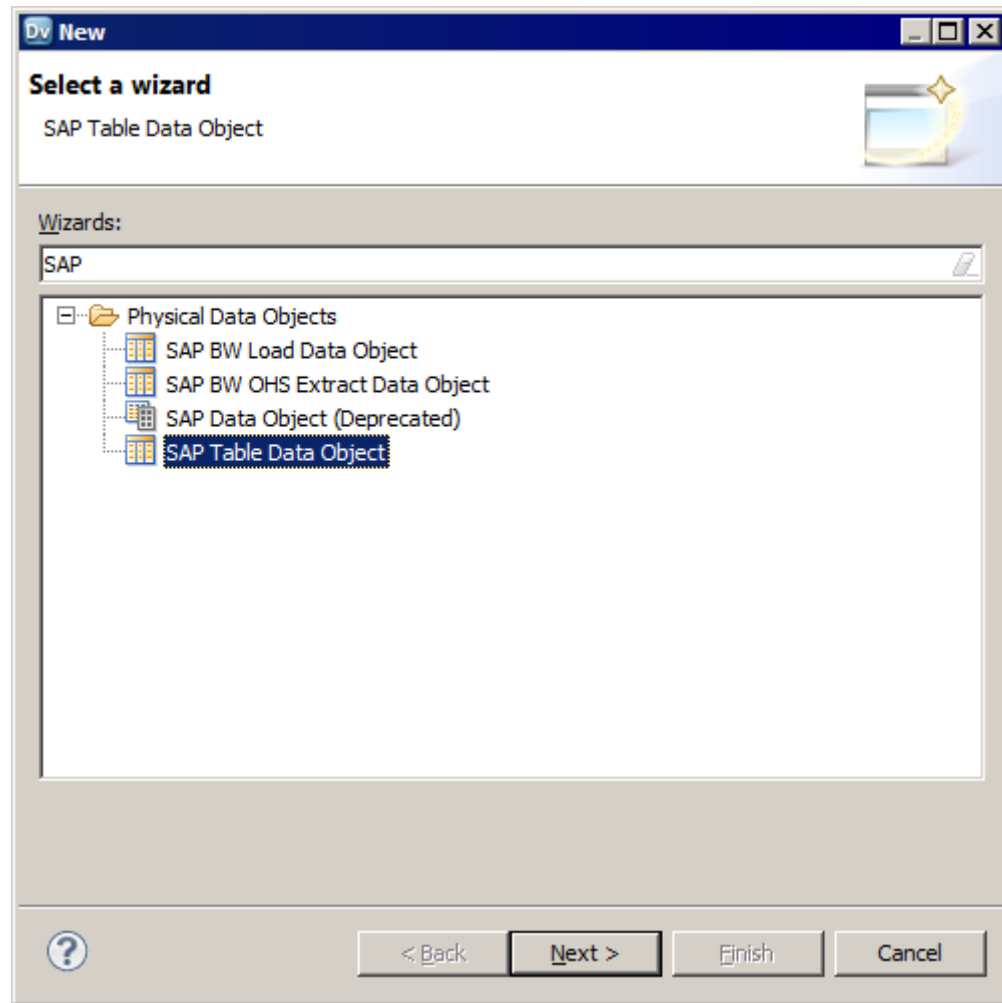 Dv New
Select a wizard
SAP Table Data Object
Wizards:
SAP
Physical Data Objects
SAP BW Load Data Object
SAP BW OHS Extract Data Object
SAP Data Object (Deprecated)
SAP Table Data Object
? < Back Next > Finish Cancel